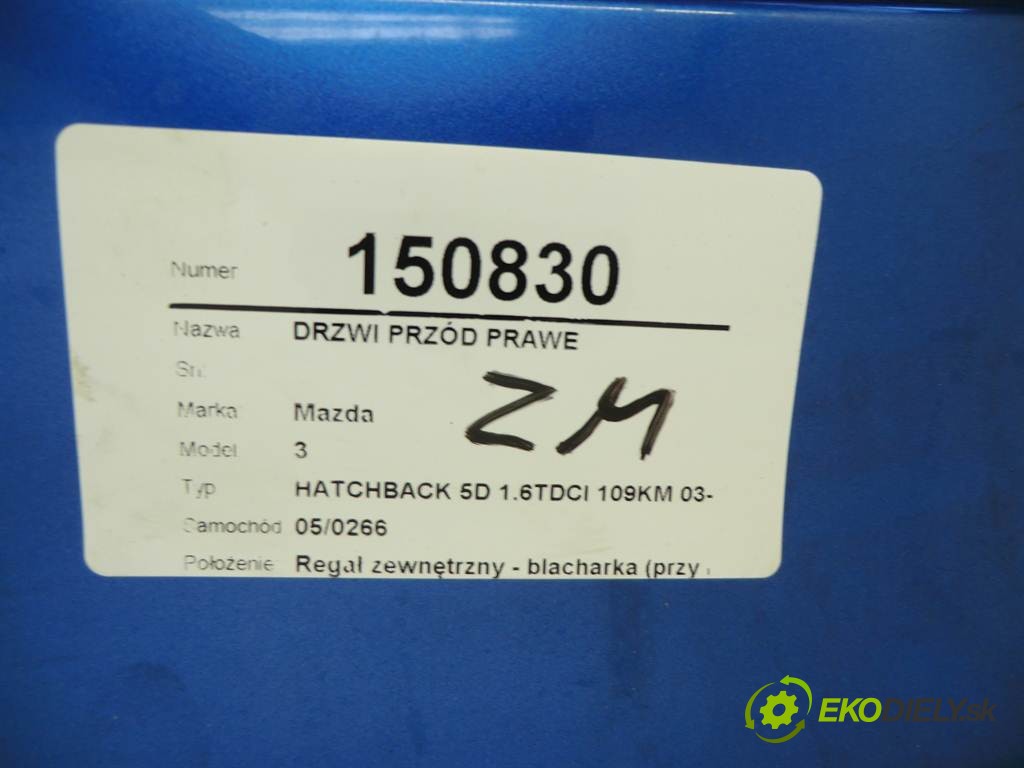 Numer 150830
Nazwa DRZWI PRZÓD PRAWE
Sn:
Marka Mazda
ZM
Model 3
Typ HATCHBACK 5D 1.6TDCI 109KM 03-
Samochód 05/0266
Położenie Regał zewnętrzny - blacharka (przy
EKODIELY.sk